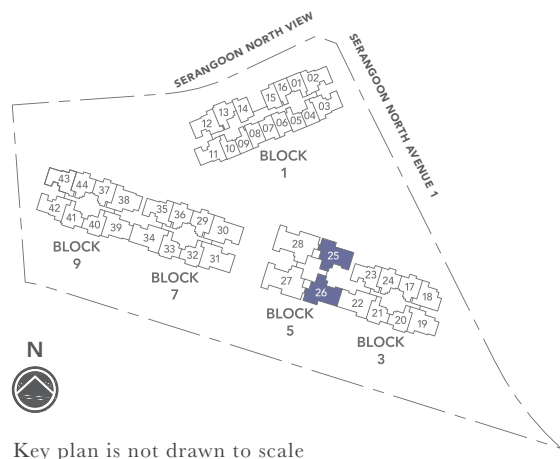 SERANGOON NORTH VIEW
SERANGOON NORTH AVENUE 1
12 13 14 15 16 01 02
11 10 09 08 07 06 05 04 03
BLOCK
1
43 44 37 38 35 36 29 30
42 41 40 39 34 33 32 31
BLOCK
9
BLOCK
7
28 25 23 24 17 18
27 26 22 21 20 19
BLOCK
5
BLOCK
3
N
Key plan is not drawn to scale